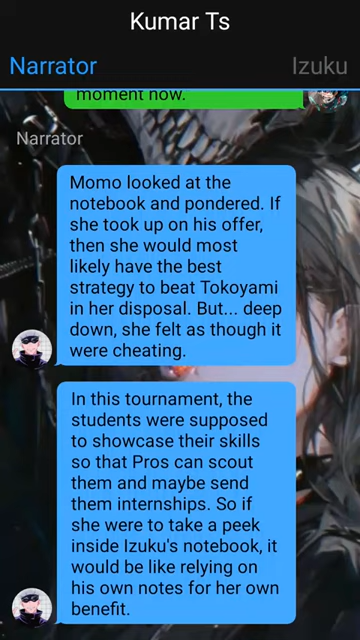 Kumar Ts
Narrator
Izuku
moment now.
Narrator
Momo looked at the
notebook and pondered. If
she took up on his offer,
then she would most
likely have the best
strategy to beat Tokoyami
in her disposal. But... deep
down, she felt as though it
were cheating.
In this tournament, the
students were supposed
to showcase their skills
so that Pros can scout
them and maybe send
them internships. So if
she were to take a peek
inside Izuku's notebook, it
would be like relying on
his own notes for her own
benefit.